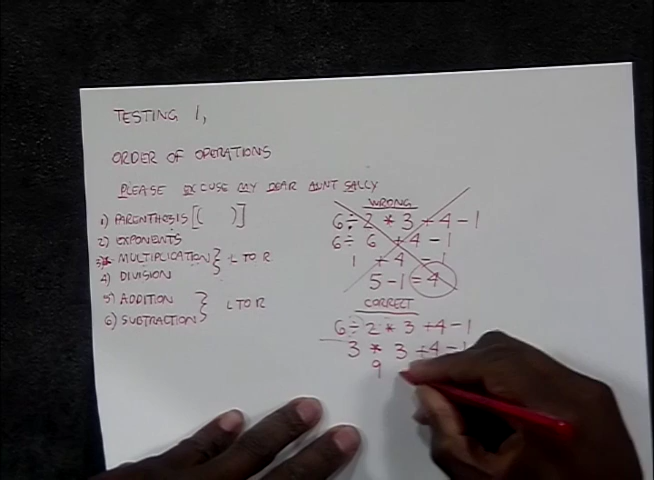 TESTING 1,
ORDER OF OPERATIONS
PLEASE EXCUSE MY DEAR AUNT SALLY
1) PARENTHESIS [( )]
2) EXPONENTS
3) MULTIPLICATION } L TO R
4) DIVISION
5) ADDITION } L TO R
6) SUBTRACTION
WRONG
6 ÷ 2 * 3 + 4 - 1
6 ÷ 6 + 4 - 1
1 + 4 - 1
5 - 1 = 4
CORRECT
6 ÷ 2 * 3 + 4 - 1
3 * 3 + 4 - 1
9